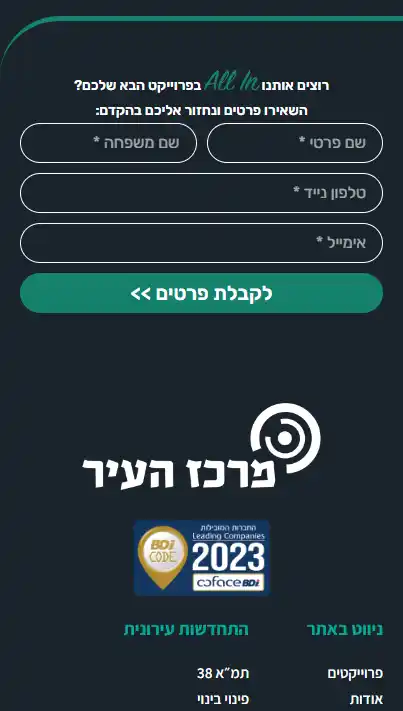 רוצים אותנו All In בפרוייקט הבא שלכם?
השאירו פרטים ונחזור אליכם בהקדם:
שם פרטי * שם משפחה *
טלפון נייד *
אימייל *
לקבלת פרטים >>
מרכז העיר
החברות המובילות
Leading Companies
BDi
CODE
2023
coface BDi
ניווט באתר התחדשות עירונית
פרוייקטים תמ״א 38
אודות פינוי בינוי